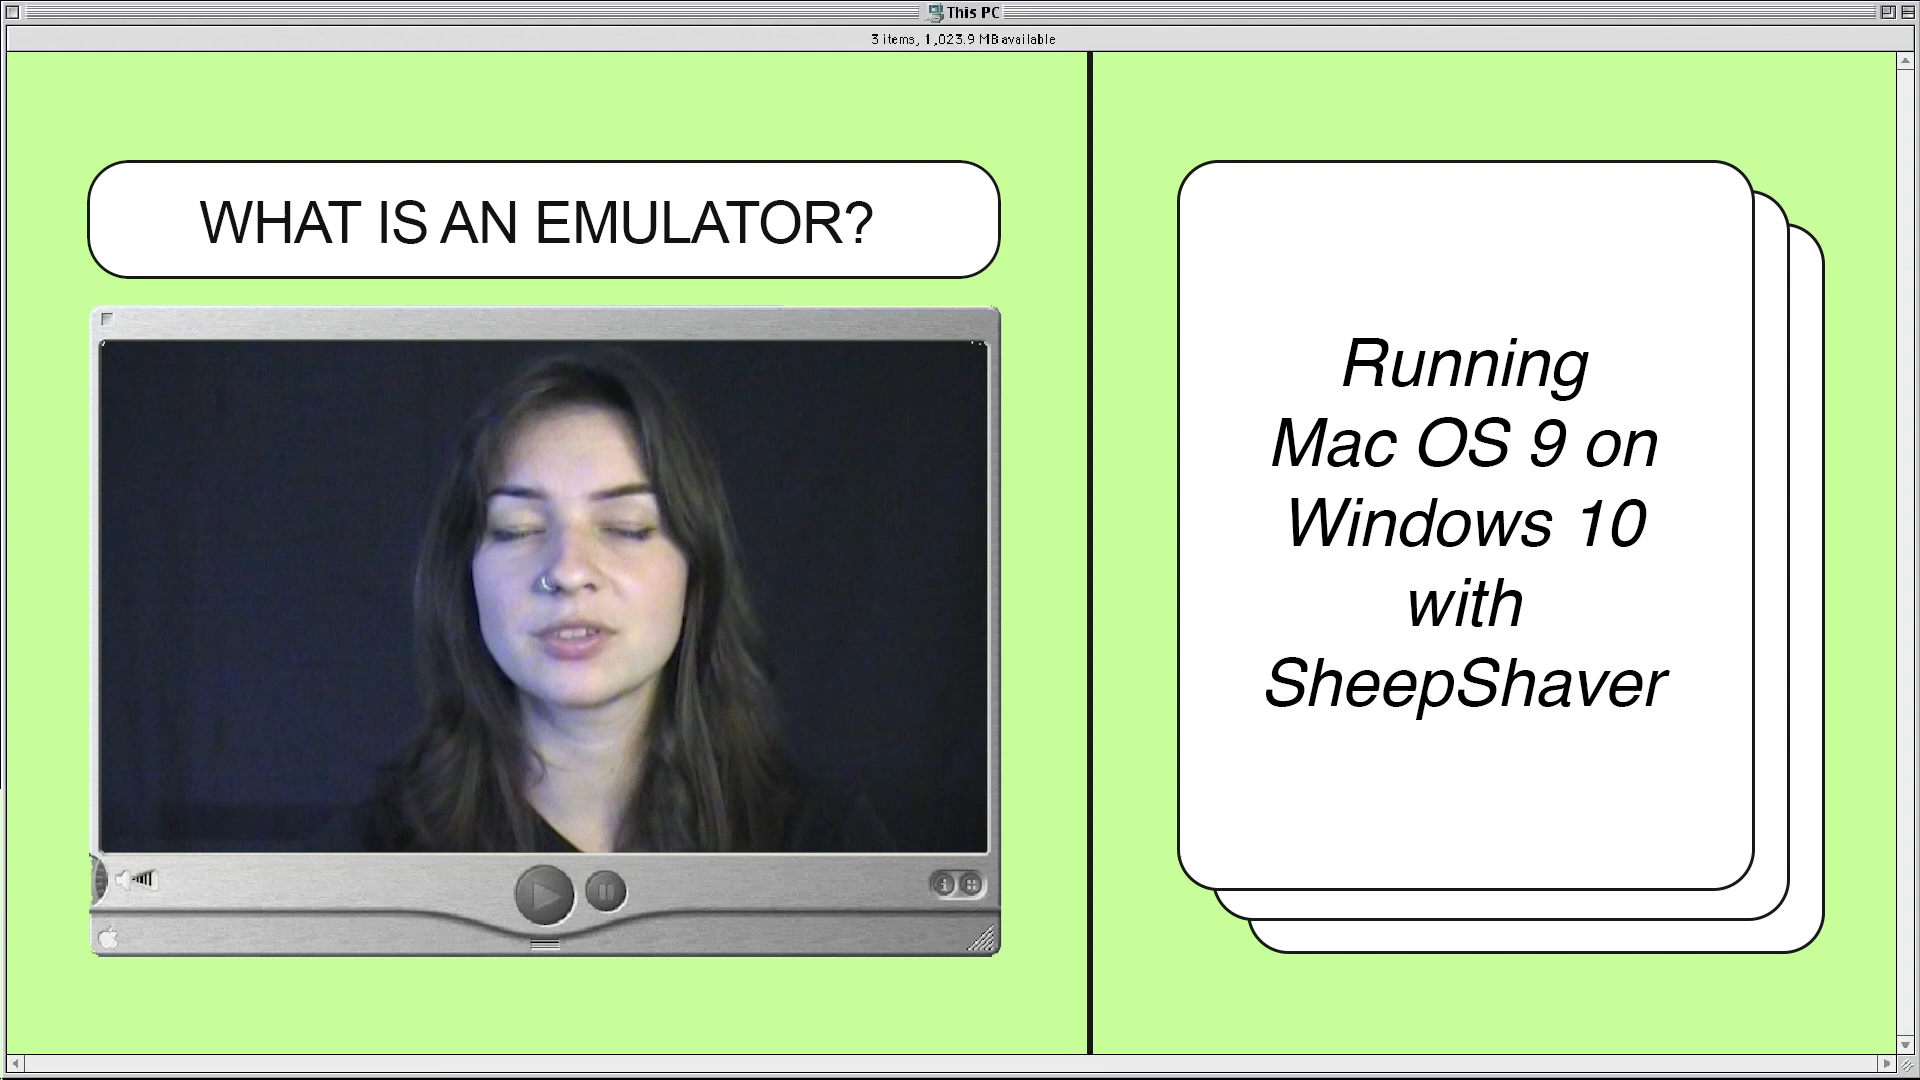 This PC
3 items, 1,023.9 MB available
WHAT IS AN EMULATOR?
Running
Mac OS 9 on
Windows 10
with
SheepShaver